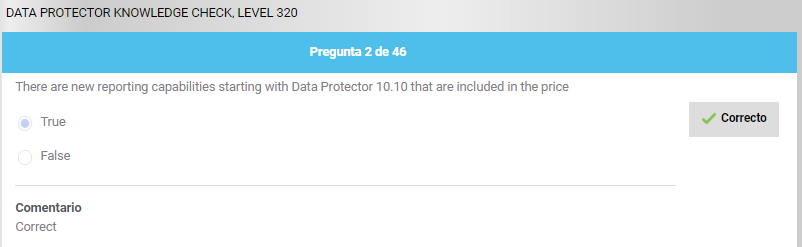 DATA PROTECTOR KNOWLEDGE CHECK, LEVEL 320
Pregunta 2 de 46
There are new reporting capabilities starting with Data Protector 10.10 that are included in the price
True
Correcto
False
Comentario
Correct